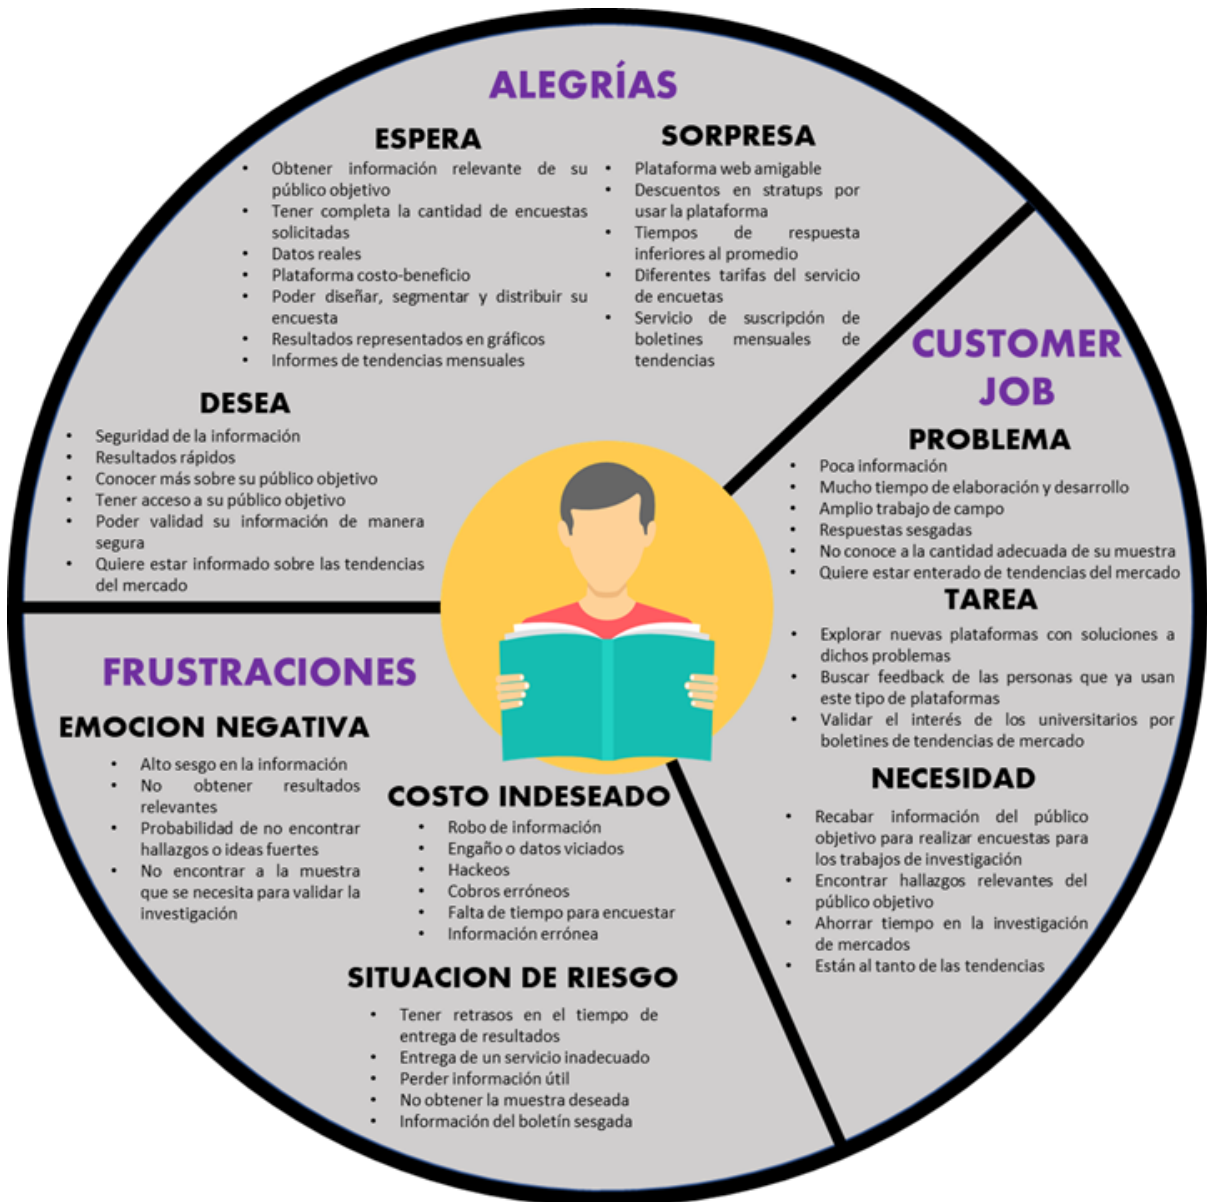 ALEGRÍAS
ESPERA
• Obtener información relevante de su
público objetivo
• Tener completa la cantidad de encuestas
solicitadas
• Datos reales
• Plataforma costo-beneficio
• Poder diseñar, segmentar y distribuir su
encuesta
• Resultados representados en gráficos
• Informes de tendencias mensuales
SORPRESA
• Plataforma web amigable
• Descuentos en stratups por
usar la plataforma
• Tiempos de respuesta
inferiores al promedio
• Diferentes tarifas del servicio
de encuetas
• Servicio de suscripción de
boletines mensuales de
tendencias
DESEA
• Seguridad de la información
• Resultados rápidos
• Conocer más sobre su público objetivo
• Tener acceso a su público objetivo
• Poder validad su información de manera
segura
• Quiere estar informado sobre las tendencias
del mercado
CUSTOMER
JOB
PROBLEMA
• Poca información
• Mucho tiempo de elaboración y desarrollo
• Amplio trabajo de campo
• Respuestas sesgadas
• No conoce a la cantidad adecuada de su muestra
• Quiere estar enterado de tendencias del mercado
TAREA
• Explorar nuevas plataformas con soluciones a
dichos problemas
• Buscar feedback de las personas que ya usan
este tipo de plataformas
• Validar el interés de los universitarios por
boletines de tendencias de mercado
NECESIDAD
• Recabar información del público
objetivo para realizar encuestas para
los trabajos de investigación
• Encontrar hallazgos relevantes del
público objetivo
• Ahorrar tiempo en la investigación
de mercados
• Están al tanto de las tendencias
FRUSTRACIONES
EMOCION NEGATIVA
• Alto sesgo en la información
• No obtener resultados
relevantes
• Probabilidad de no encontrar
hallazgos o ideas fuertes
• No encontrar a la muestra
que se necesita para validar la
investigación
COSTO INDESEADO
• Robo de información
• Engaño o datos viciados
• Hackeos
• Cobros erróneos
• Falta de tiempo para encuestar
• Información errónea
SITUACION DE RIESGO
• Tener retrasos en el tiempo de
entrega de resultados
• Entrega de un servicio inadecuado
• Perder información útil
• No obtener la muestra deseada
• Información del boletín sesgada